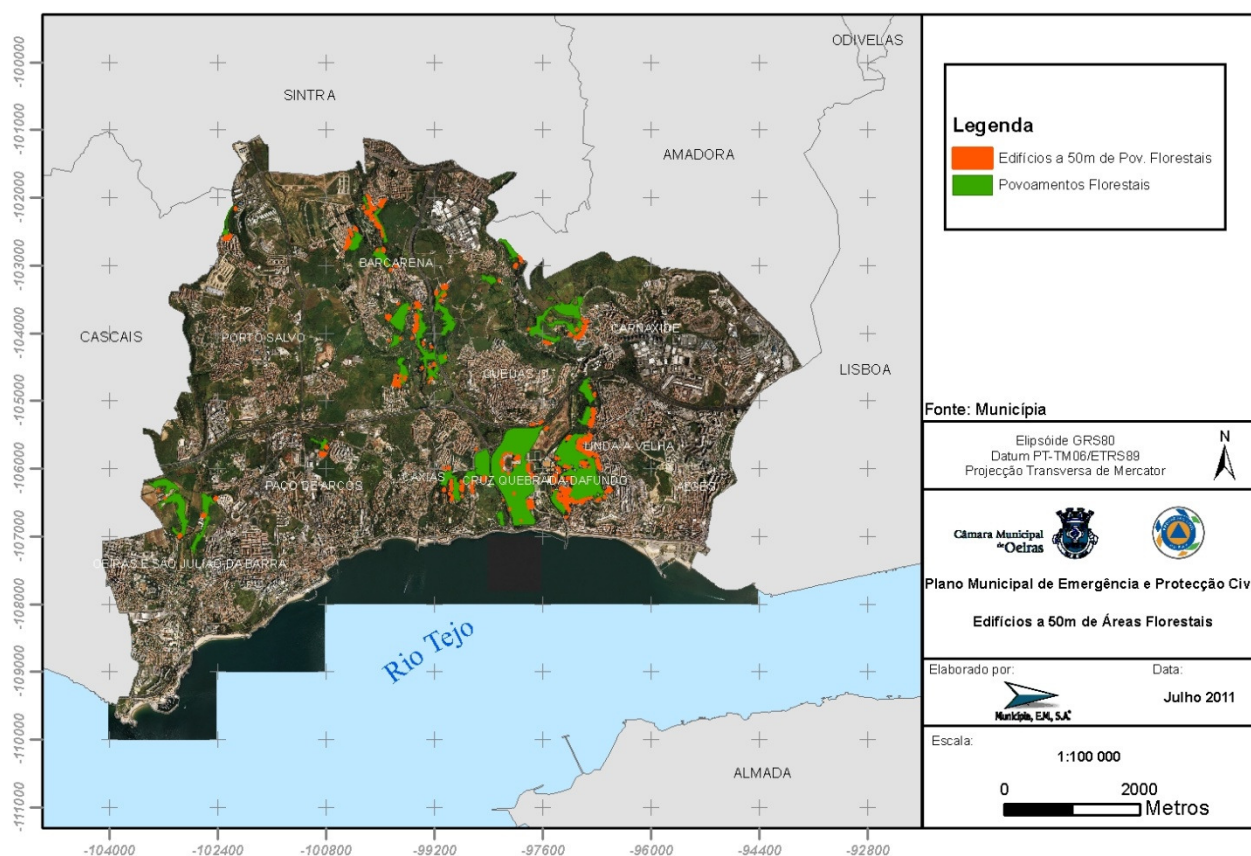 ODIVELAS
SINTRA
AMADORA
BARCARENA
CASCAIS
PORTO SALVO
CARNAXIDE
QUEIJAS
LISBOA
LINDA A VELHA
PAÇO DE ARCOS
CAXIAS
CRUZ QUEBRADA DAFUNDO
ALGÉS
OEIRAS E SÃO JULIÃO DA BARRA
Rio Tejo
ALMADA
-100000
-101000
-102000
-103000
-104000
-105000
-106000
-107000
-108000
-109000
-110000
-111000
-104000
-102400
-100800
-99200
-97600
-96000
-94400
-92800
Legenda
Edifícios a 50m de Pov. Florestais
Povoamentos Florestais
Fonte: Municípia
Elipsóide GRS80
Datum PT-TM06/ETRS89
Projecção Transversa de Mercator
N
Câmara Municipal
de Oeiras
Plano Municipal de Emergência e Protecção Civ
Edifícios a 50m de Áreas Florestais
Elaborado por:
Data:
Municípia, E.M, S.A.
Julho 2011
Escala:
1:100 000
0
2000
Metros